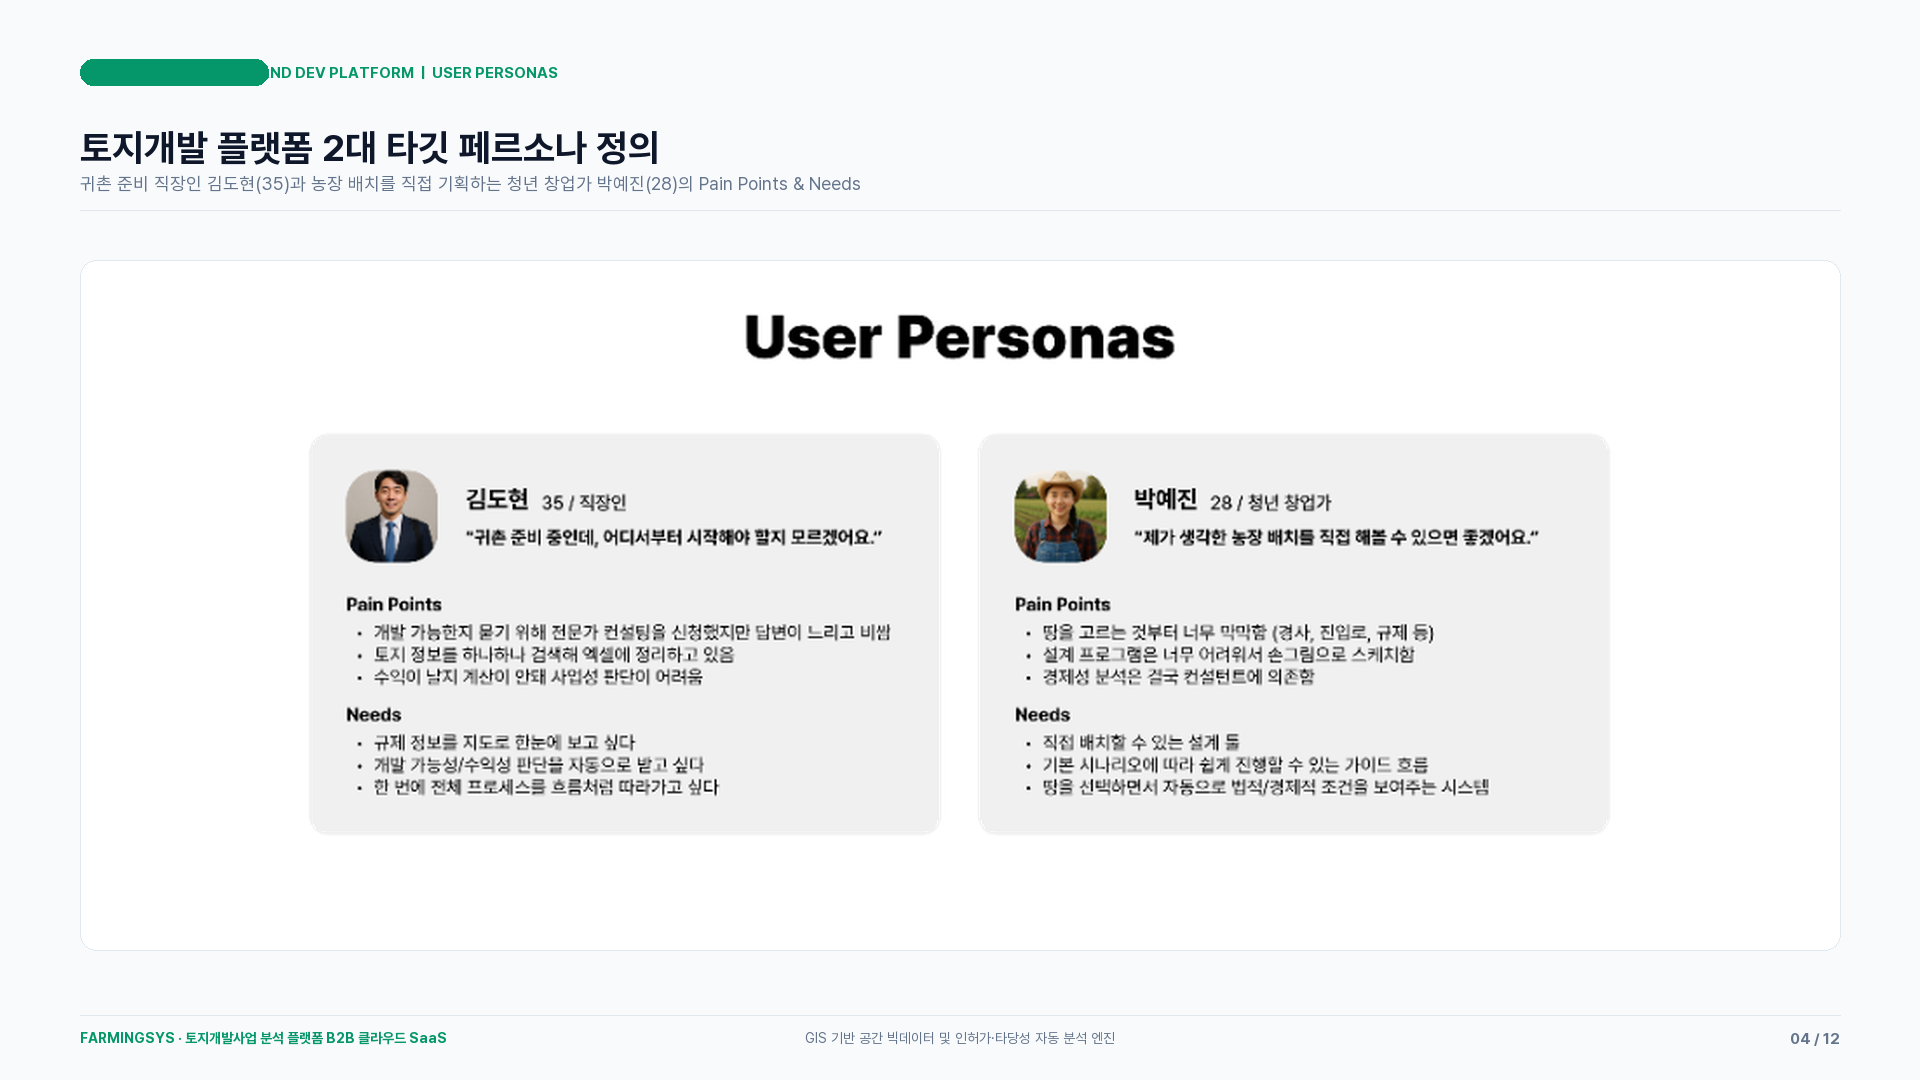 ND DEV PLATFORM | USER PERSONAS
토지개발 플랫폼 2대 타깃 페르소나 정의
귀촌 준비 직장인 김도현(35)과 농장 배치를 직접 기획하는 청년 창업가 박예진(28)의 Pain Points & Needs
User Personas
김도현 35 / 직장인
“귀촌 준비 중인데, 어디서부터 시작해야 할지 모르겠어요.”
Pain Points
• 개발 가능한지 묻기 위해 전문가 컨설팅을 신청했지만 답변이 느리고 비쌈
• 토지 정보를 하나하나 검색해 엑셀에 정리하고 있음
• 수익이 날지 계산이 안돼 사업성 판단이 어려움
Needs
• 규제 정보를 지도로 한눈에 보고 싶다
• 개발 가능성/수익성 판단을 자동으로 받고 싶다
• 한 번에 전체 프로세스를 흐름처럼 따라가고 싶다
박예진 28 / 청년 창업가
“제가 생각한 농장 배치를 직접 해볼 수 있으면 좋겠어요.”
Pain Points
• 땅을 고르는 것부터 너무 막막함 (경사, 진입로, 규제 등)
• 설계 프로그램은 너무 어려워서 손그림으로 스케치함
• 경제성 분석은 결국 컨설턴트에 의존함
Needs
• 직접 배치할 수 있는 설계 툴
• 기본 시나리오에 따라 쉽게 진행할 수 있는 가이드 흐름
• 땅을 선택하면서 자동으로 법적/경제적 조건을 보여주는 시스템
FARMINGSYS · 토지개발사업 분석 플랫폼 B2B 클라우드 SaaS
GIS 기반 공간 빅데이터 및 인허가·타당성 자동 분석 엔진
04 / 12